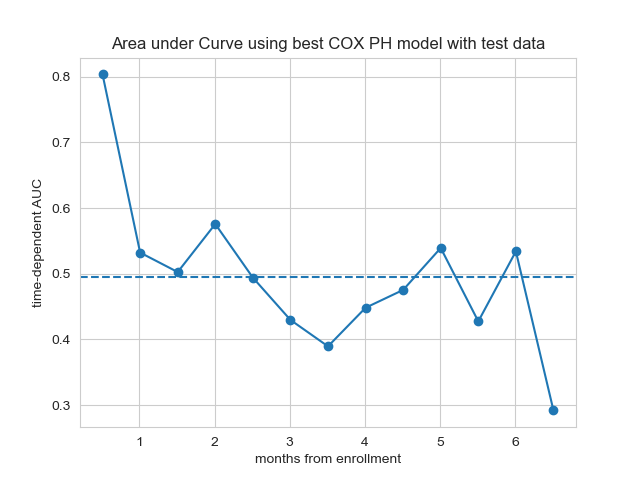 Area under Curve using best COX PH model with test data
time-dependent AUC
0.8
0.7
0.6
0.5
0.4
0.3
1 2 3 4 5 6
months from enrollment